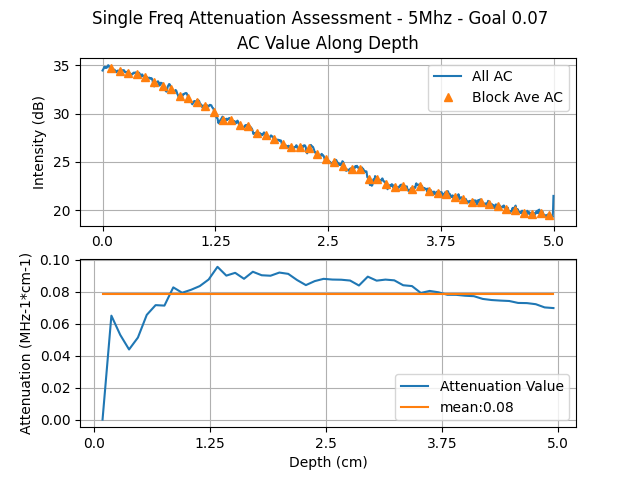 Single Freq Attenuation Assessment - 5Mhz - Goal 0.07
AC Value Along Depth
Intensity (dB)
35
30
25
20
All AC
Block Ave AC
0.0
1.25
2.5
3.75
5.0
Attenuation (MHz-1*cm-1)
0.10
0.08
0.06
0.04
0.02
0.00
Attenuation Value
mean:0.08
0.0
1.25
2.5
3.75
5.0
Depth (cm)